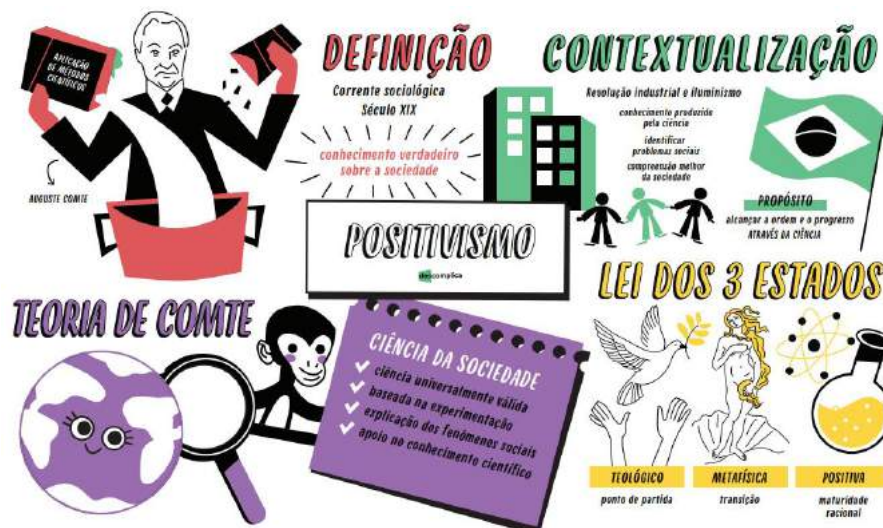 APLICAÇÃO
DE MÉTODOS
CIENTÍFICOS
AUGUSTE COMTE
DEFINIÇÃO
Corrente sociológica
Século XIX
conhecimento verdadeiro
sobre a sociedade
CONTEXTUALIZAÇÃO
Revolução industrial e iluminismo
conhecimento produzido
pela ciência
identificar
problemas sociais
compreensão melhor
da sociedade
PROPÓSITO
alcançar a ordem e o progresso
ATRAVÉS DA CIÊNCIA
POSITIVISMO
descomplica
TEORIA DE COMTE
CIÊNCIA DA SOCIEDADE
ciência universalmente válida
baseada na experimentação
explicação dos fenômenos sociais
apoio no conhecimento científico
LEI DOS 3 ESTADOS
TEOLÓGICO
ponto de partida
METAFÍSICA
transição
POSITIVA
maturidade
racional